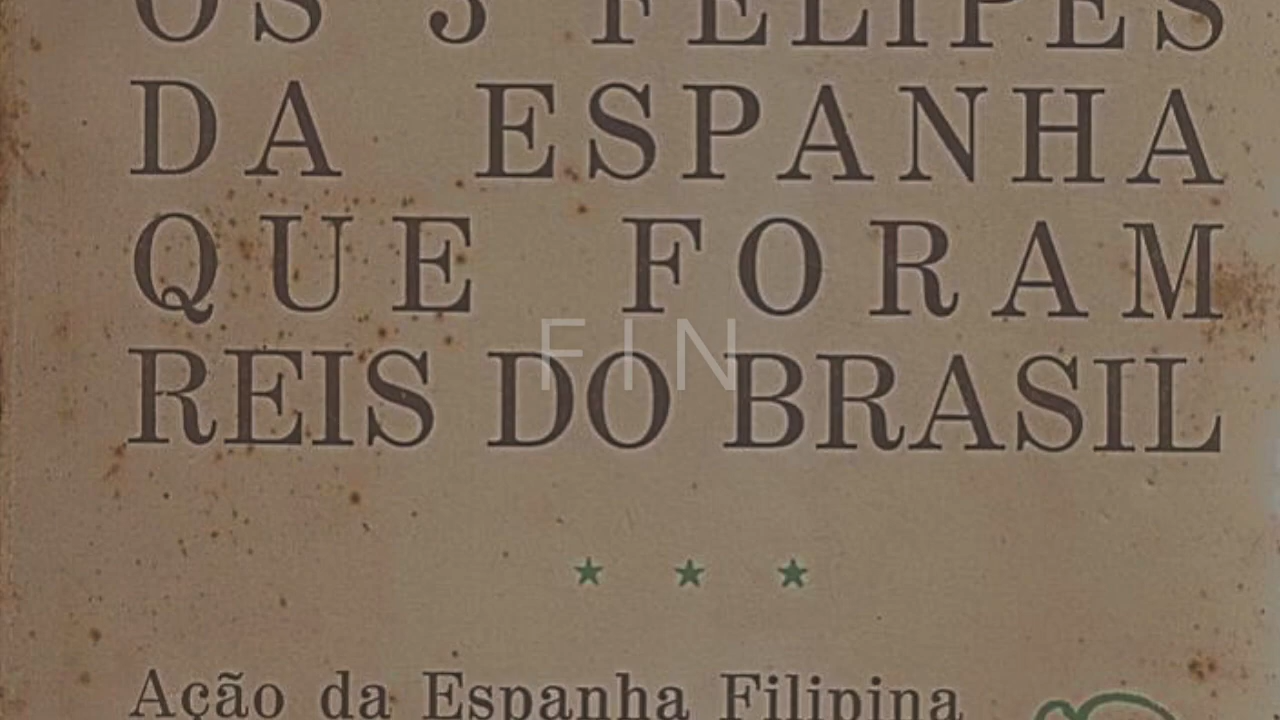 OS 3 FELIPES
DA ESPANHA
QUE FORAM
REIS DO BRASIL
FIN
Ação da Espanha Filipina